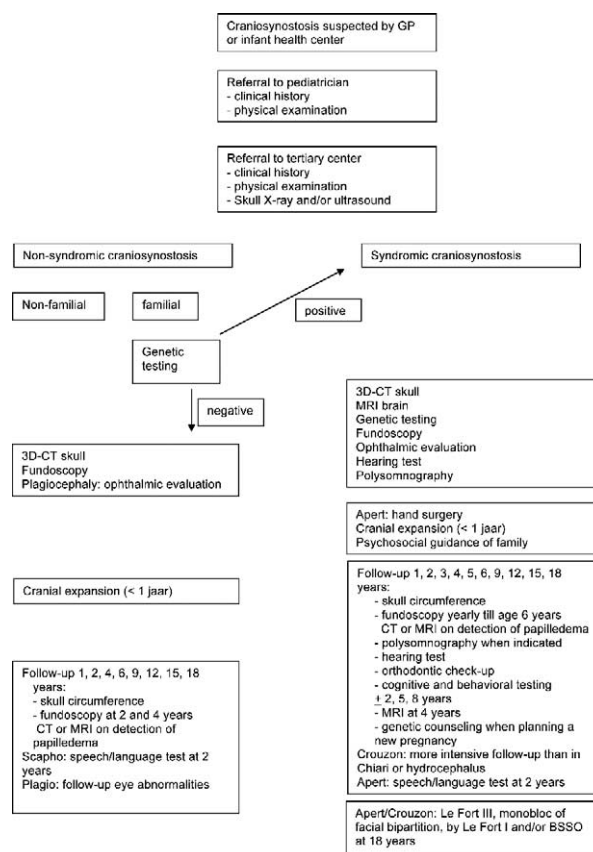 Craniosynostosis suspected by GP
or infant health center
Referral to pediatrician
- clinical history
- physical examination
Referral to tertiary center
- clinical history
- physical examination
- Skull X-ray and/or ultrasound
Non-syndromic craniosynostosis
Syndromic craniosynostosis
Non-familial
familial
positive
Genetic
testing
negative
3D-CT skull
Fundoscopy
Plagiocephaly: ophthalmic evaluation
3D-CT skull
MRI brain
Genetic testing
Fundoscopy
Ophthalmic evaluation
Hearing test
Polysomnography
Apert: hand surgery
Cranial expansion (< 1 jaar)
Psychosocial guidance of family
Cranial expansion (< 1 jaar)
Follow-up 1, 2, 4, 6, 9, 12, 15, 18
years:
- skull circumference
- fundoscopy at 2 and 4 years
CT or MRI on detection of
papilledema
Scapho: speech/language test at 2
years
Plagio: follow-up eye abnormalities
Follow-up 1, 2, 3, 4, 5, 6, 9, 12, 15, 18
years:
- skull circumference
- fundoscopy yearly till age 6 years
CT or MRI on detection of papilledema
- polysomnography when indicated
- hearing test
- orthodontic check-up
- cognitive and behavioral testing
± 2, 5, 8 years
- MRI at 4 years
- genetic counseling when planning a
new pregnancy
Crouzon: more intensive follow-up than in
Chiari or hydrocephalus
Apert: speech/language test at 2 years
Apert/Crouzon: Le Fort III, monobloc of
facial bipartition, by Le Fort I and/or BSSO
at 18 years